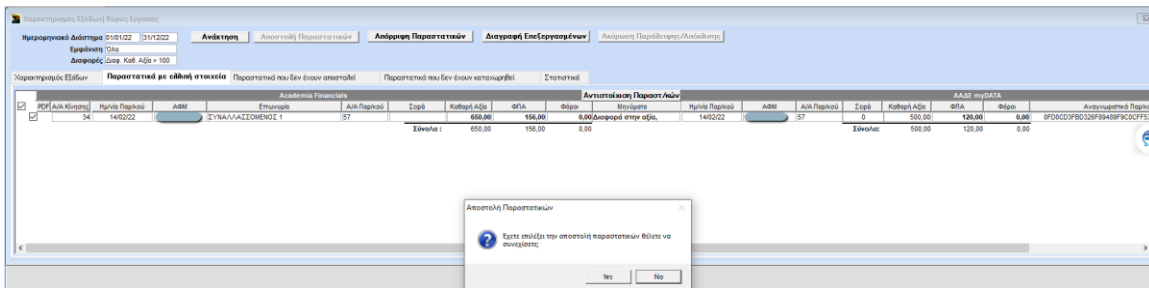 Χαρακτηρισμός Εξόδων| Κύριες Εργασίες
Ημερομηνιακό Διάστημα 01/01/22 31/12/22 Ανάκτηση Αποστολή Παραστατικών Απόρριψη Παραστατικών Διαγραφή Επεξεργασμένων Ακύρωση Παράλειψης/Απόκλισης
Εμφάνιση Όλα
Διαφορές Διαφ. Καθ. Αξία > 100
Χαρακτηρισμός Εξόδων Παραστατικά με ελλιπή στοιχεία Παραστατικά που δεν έχουν αποσταλεί Παραστατικά που δεν έχουν καταχωρηθεί Στατιστικά
Academia Financials Αντιστοίχιση Παραστ/κών ΑΑΔΕ myDATA
PDF Α/Α Κίνησης Ημ/νία Παρ/κού ΑΦΜ Επωνυμία Α/Α Παρ/κού Σειρά Καθαρή Αξία ΦΠΑ Φόροι Μηνύματα Ημ/νία Παρ/κού ΑΦΜ Α/Α Παρ/κού Σειρά Καθαρή Αξία ΦΠΑ Φόροι Αναγνωριστικό Παρ/κο
34 14/02/22 ΣΥΝΑΛΛΑΣΣΟΜΕΝΟΣ 1 57 650,00 156,00 0,00 Διαφορά στην αξία, 14/02/22 57 0 500,00 120,00 0,00
Σύνολα : 650,00 156,00 0,00 Σύνολα: 500,00 120,00 0,00
Αποστολή Παραστατικών
Έχετε επιλέξει την αποστολή παραστατικών θέλετε να
συνεχίσετε;
Yes No